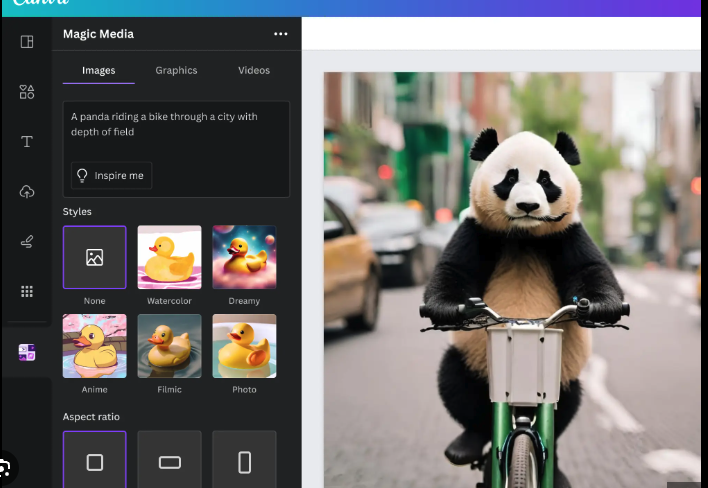 Canva
Magic Media
Images
Graphics
Videos
A panda riding a bike through a city with
depth of field
Inspire me
Styles
None
Watercolor
Dreamy
Anime
Filmic
Photo
Aspect ratio